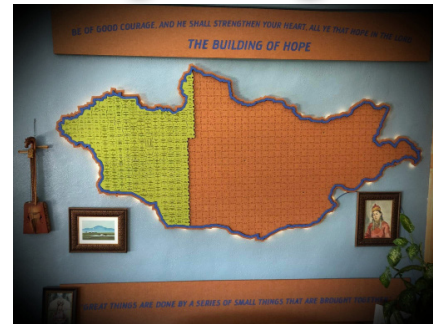 BE OF GOOD COURAGE, AND HE SHALL STRENGTHEN YOUR HEART, ALL YE THAT HOPE IN THE LORD
THE BUILDING OF HOPE
GREAT THINGS ARE DONE BY A SERIES OF SMALL THINGS THAT ARE BROUGHT TOGETHER